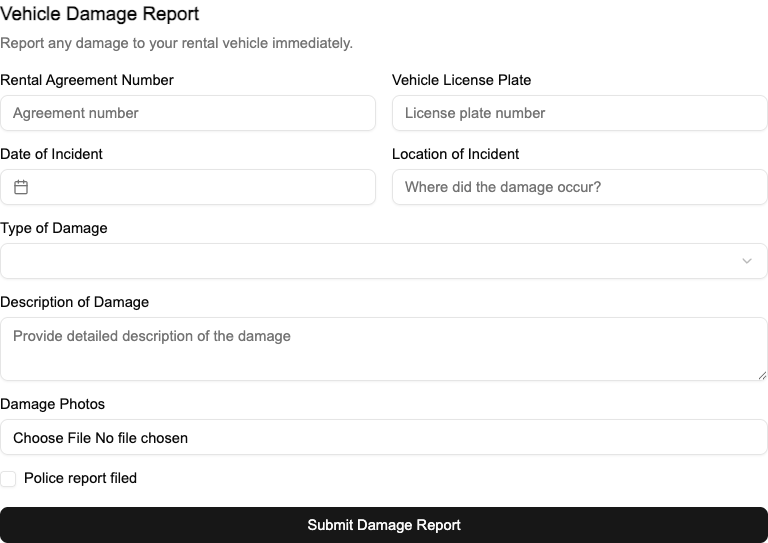 Vehicle Damage Report
Report any damage to your rental vehicle immediately.
Rental Agreement Number
Agreement number
Vehicle License Plate
License plate number
Date of Incident
Location of Incident
Where did the damage occur?
Type of Damage
Description of Damage
Provide detailed description of the damage
Damage Photos
Choose File No file chosen
Police report filed
Submit Damage Report